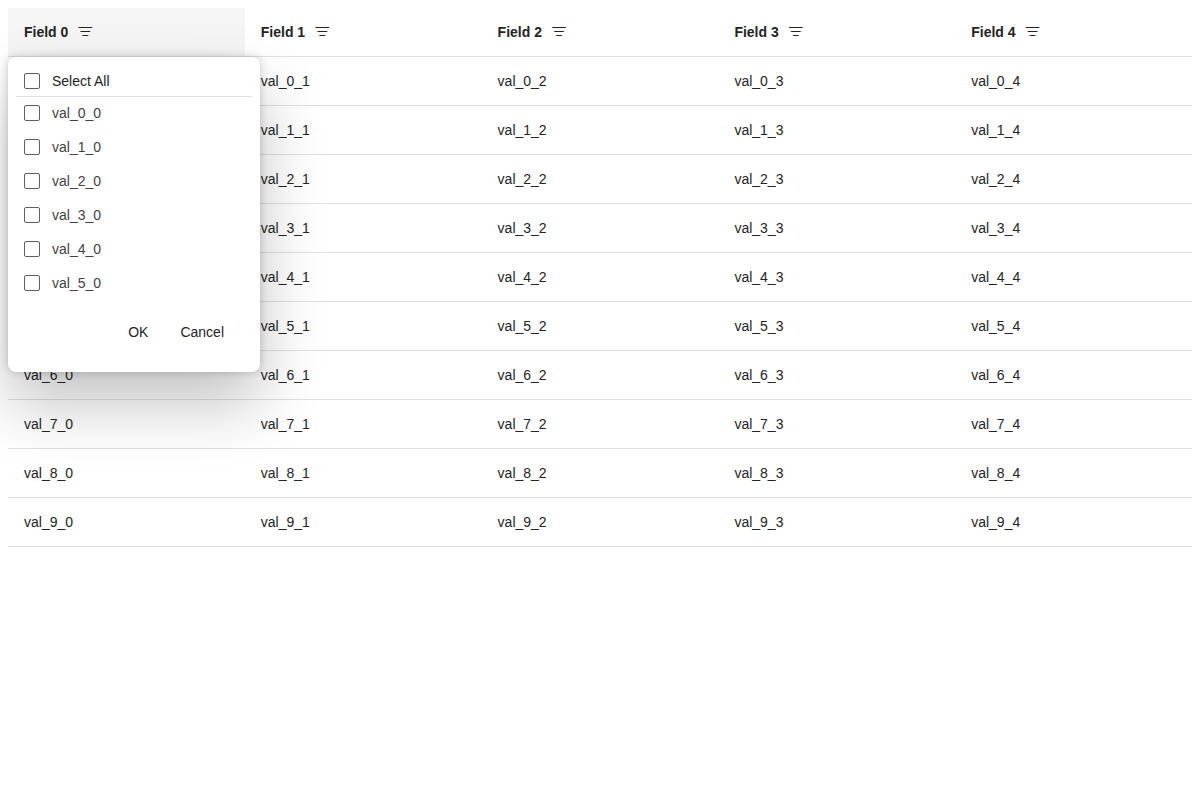 Field 0 Field 1 Field 2 Field 3 Field 4
Select All
val_0_0 val_0_1 val_0_2 val_0_3 val_0_4
val_1_0 val_1_1 val_1_2 val_1_3 val_1_4
val_2_0 val_2_1 val_2_2 val_2_3 val_2_4
val_3_0 val_3_1 val_3_2 val_3_3 val_3_4
val_4_0 val_4_1 val_4_2 val_4_3 val_4_4
val_5_0 val_5_1 val_5_2 val_5_3 val_5_4
OK Cancel
val_6_0 val_6_1 val_6_2 val_6_3 val_6_4
val_7_0 val_7_1 val_7_2 val_7_3 val_7_4
val_8_0 val_8_1 val_8_2 val_8_3 val_8_4
val_9_0 val_9_1 val_9_2 val_9_3 val_9_4